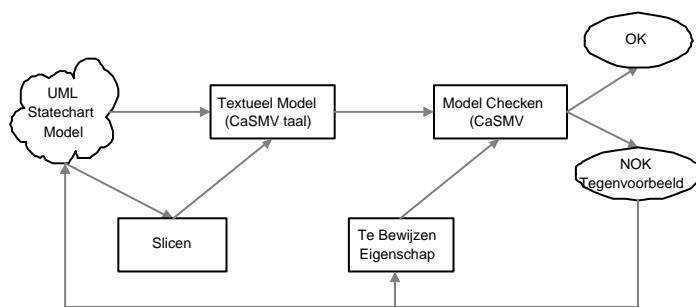 UML
Statechart
Model
Textueel Model
(CaSMV taal)
Model Checken
(CaSMV
OK
NOK
Tegenvoorbeeld
Slicen
Te Bewijzen
Eigenschap